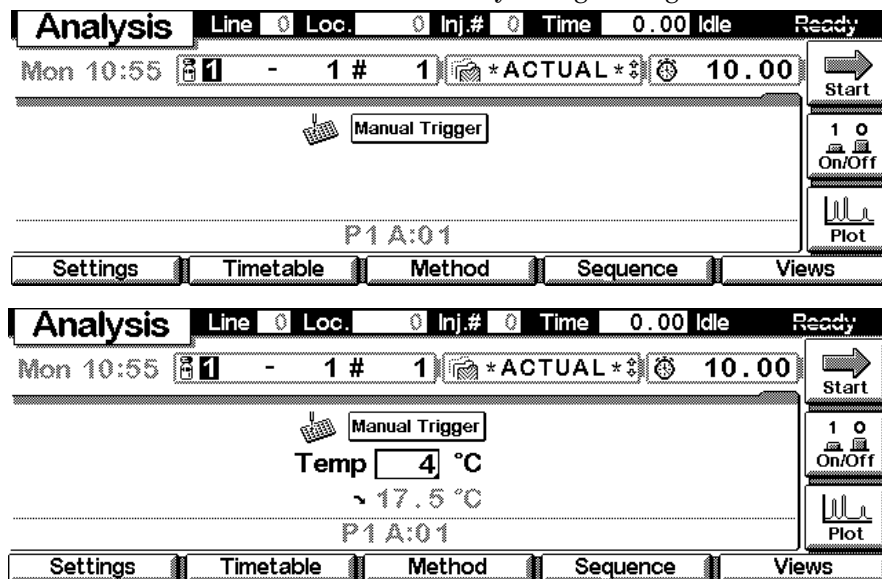 Analysis Line 0 Loc. 0 Inj.# 0 Time 0.00 Idle Ready
Mon 10:55 1 - 1 # 1 *ACTUAL* 10.00
Start
Manual Trigger
1 0
On/Off
P1 A:01
Plot
Settings Timetable Method Sequence Views
Analysis Line 0 Loc. 0 Inj.# 0 Time 0.00 Idle Ready
Mon 10:55 1 - 1 # 1 *ACTUAL* 10.00
Start
Manual Trigger
1 0
Temp 4 °C
On/Off
17.5 °C
P1 A:01
Plot
Settings Timetable Method Sequence Views